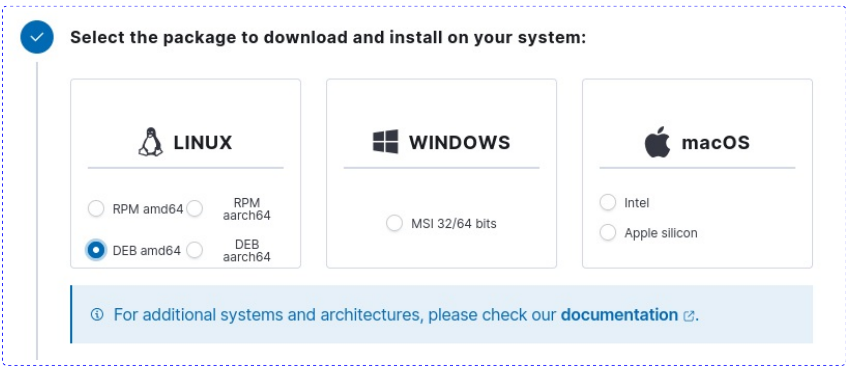 Select the package to download and install on your system:
LINUX
RPM amd64
RPM
aarch64
DEB amd64
DEB
aarch64
WINDOWS
MSI 32/64 bits
macOS
Intel
Apple silicon
For additional systems and architectures, please check our documentation.